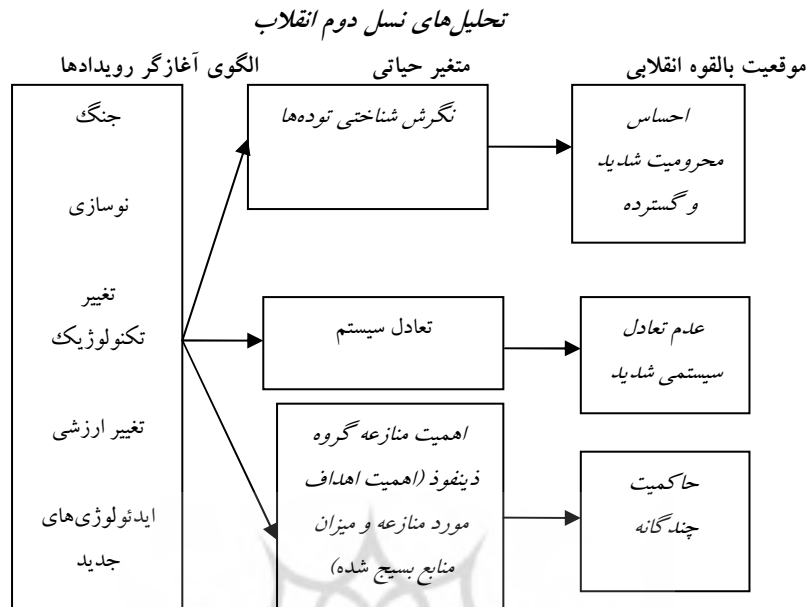 تحلیل‌های نسل دوم انقلاب
موقعیت بالقوه انقلابی
متغیر حیاتی
الگوی آغازگر رویدادها
جنگ
نوسازی
تغییر
تکنولوژیک
تغییر ارزشی
ایدئولوژی‌های
جدید
نگرش شناختی توده‌ها
احساس
محرومیت شدید
و گسترده
تعادل سیستم
عدم تعادل
سیستمی شدید
اهمیت منازعه گروه
ذینفوذ (اهمیت اهداف
مورد منازعه و میزان
منابع بسیج شده)
حاکمیت
چندگانه